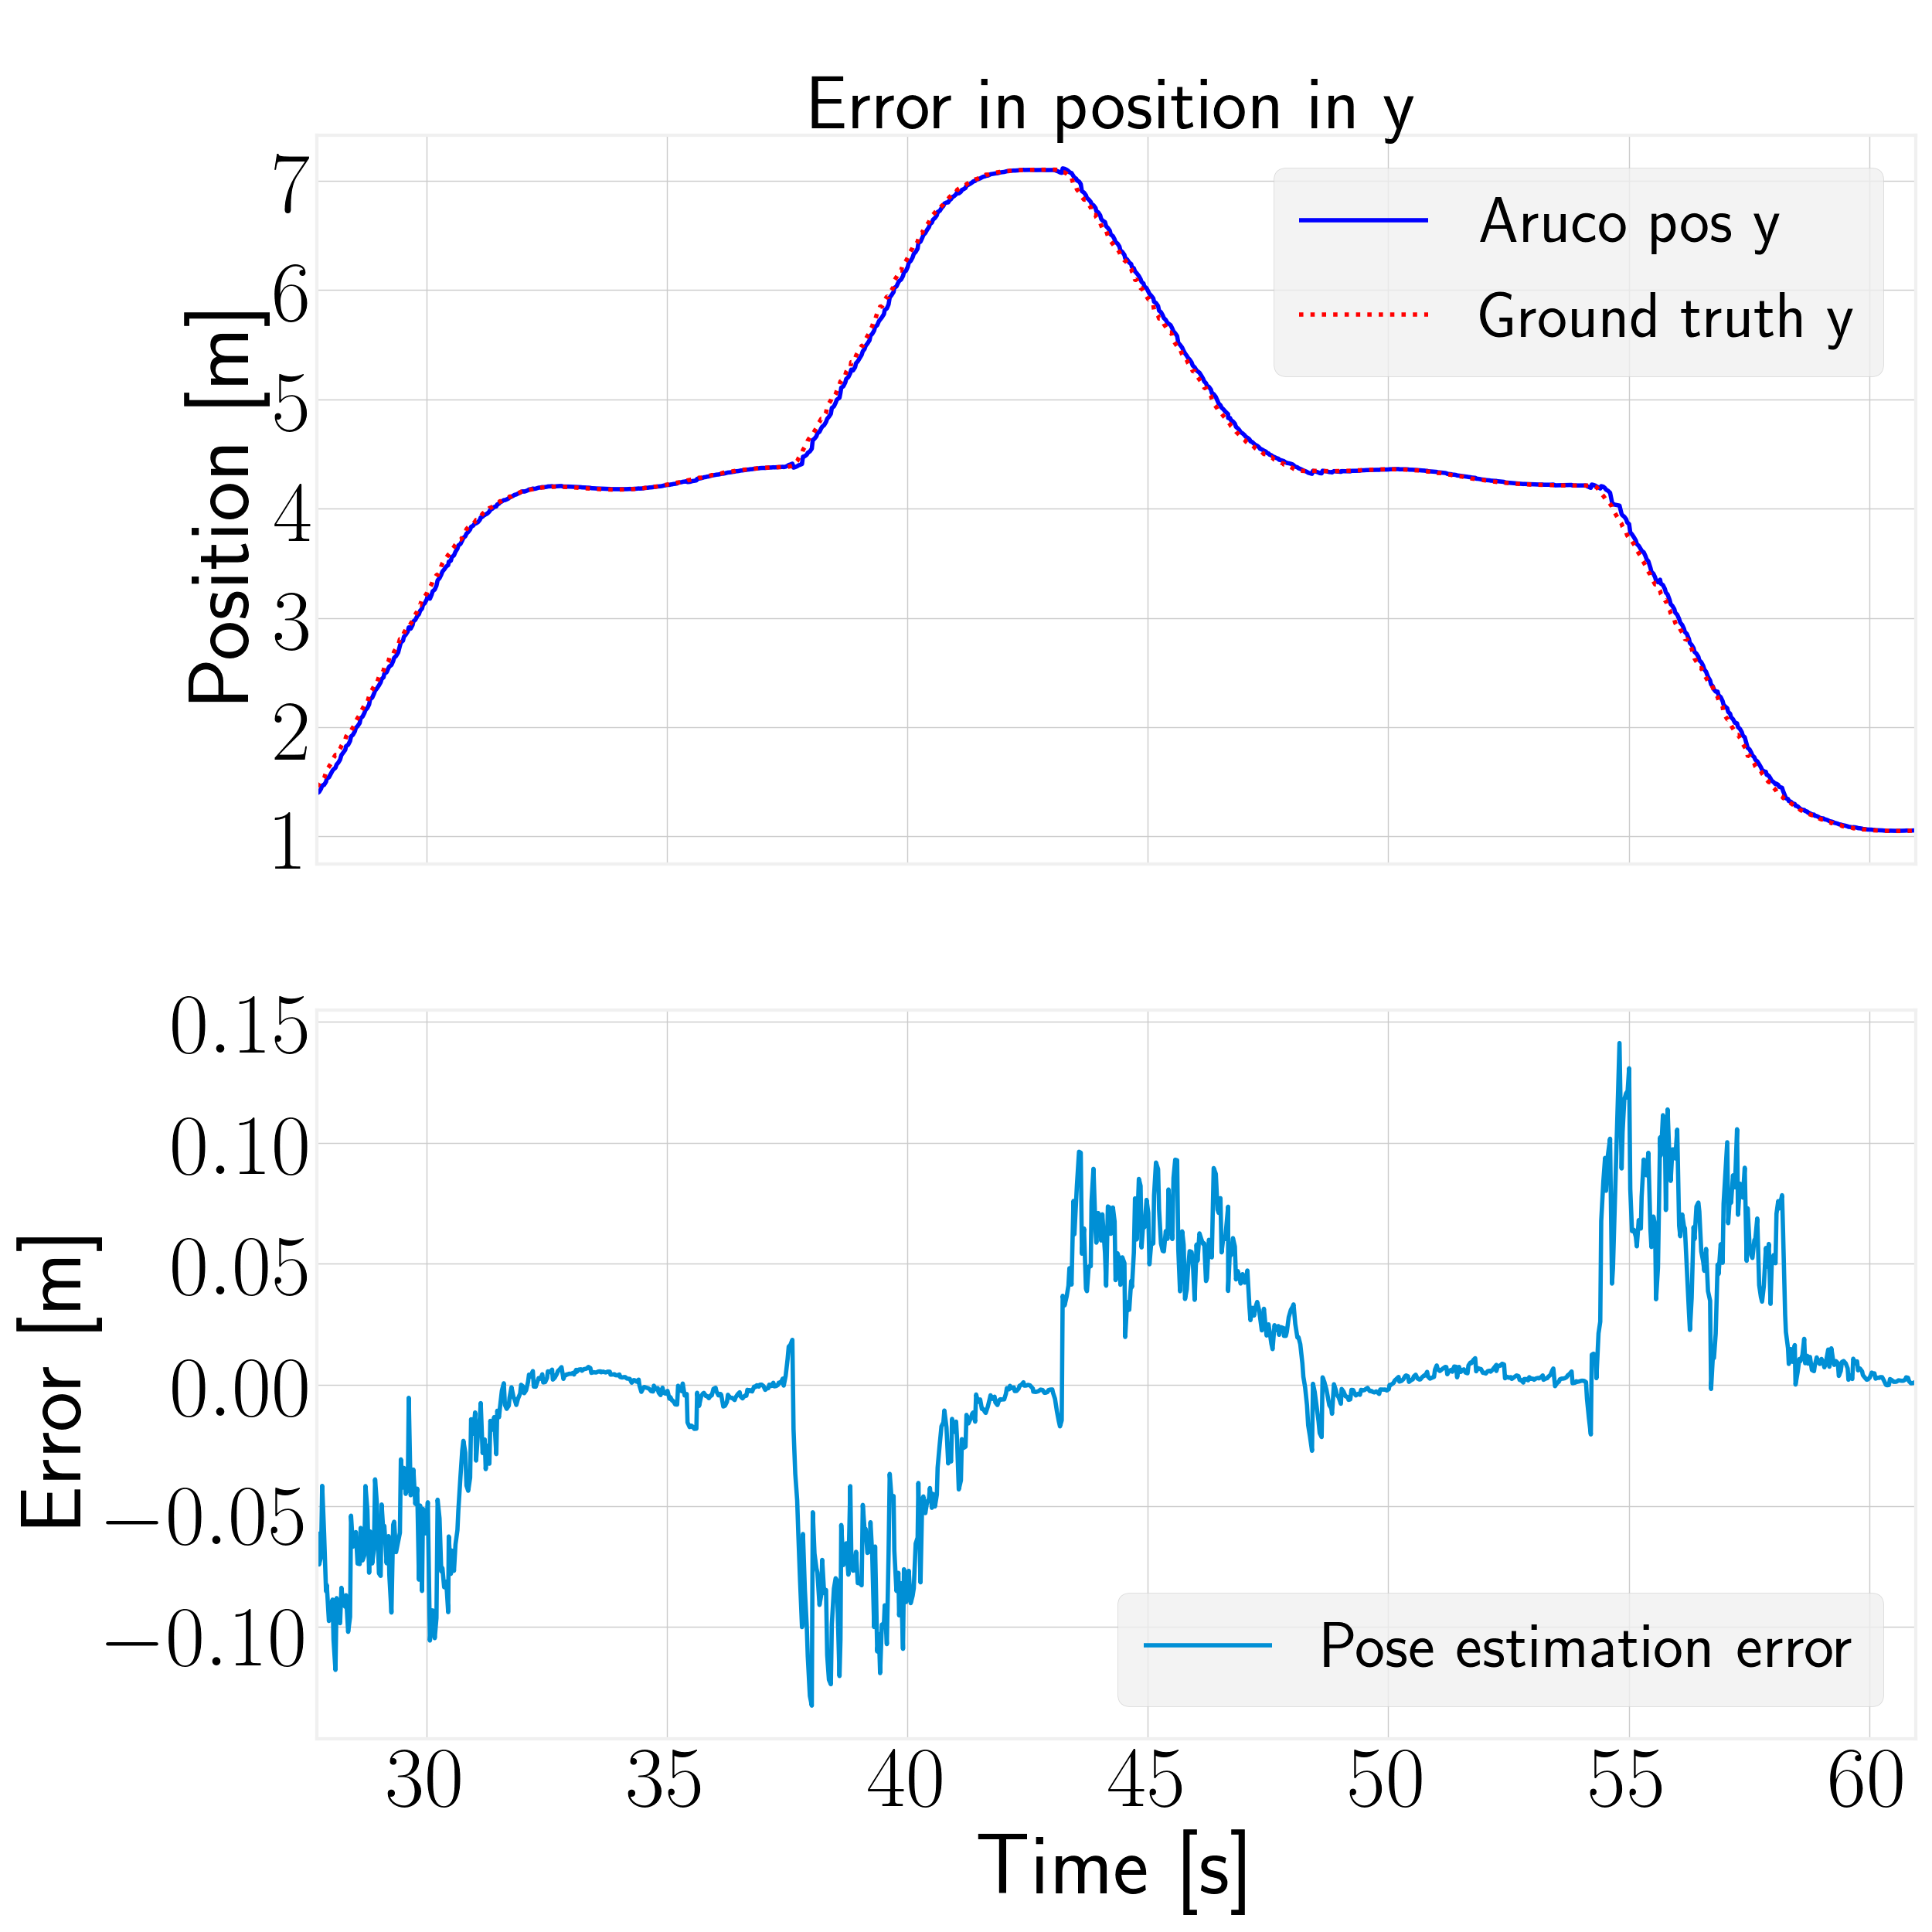 Error in position in y
Position [m]
7
6
5
4
3
2
1
Aruco pos y
Ground truth y
Error [m]
0.15
0.10
0.05
0.00
−0.05
−0.10
Pose estimation error
30 35 40 45 50 55 60
Time [s]